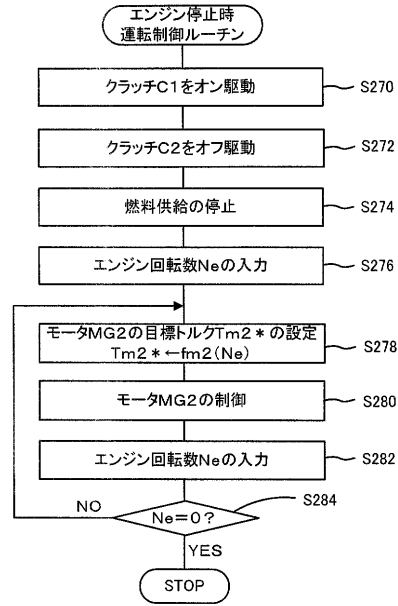 エンジン停止時
運転制御ルーチン
クラッチC1をオン駆動
S270
クラッチC2をオフ駆動
S272
燃料供給の停止
S274
エンジン回転数Neの入力
S276
モータMG2の目標トルクTm2*の設定
Tm2*←fm2(Ne)
S278
モータMG2の制御
S280
エンジン回転数Neの入力
S282
Ne=0?
S284
NO
YES
STOP